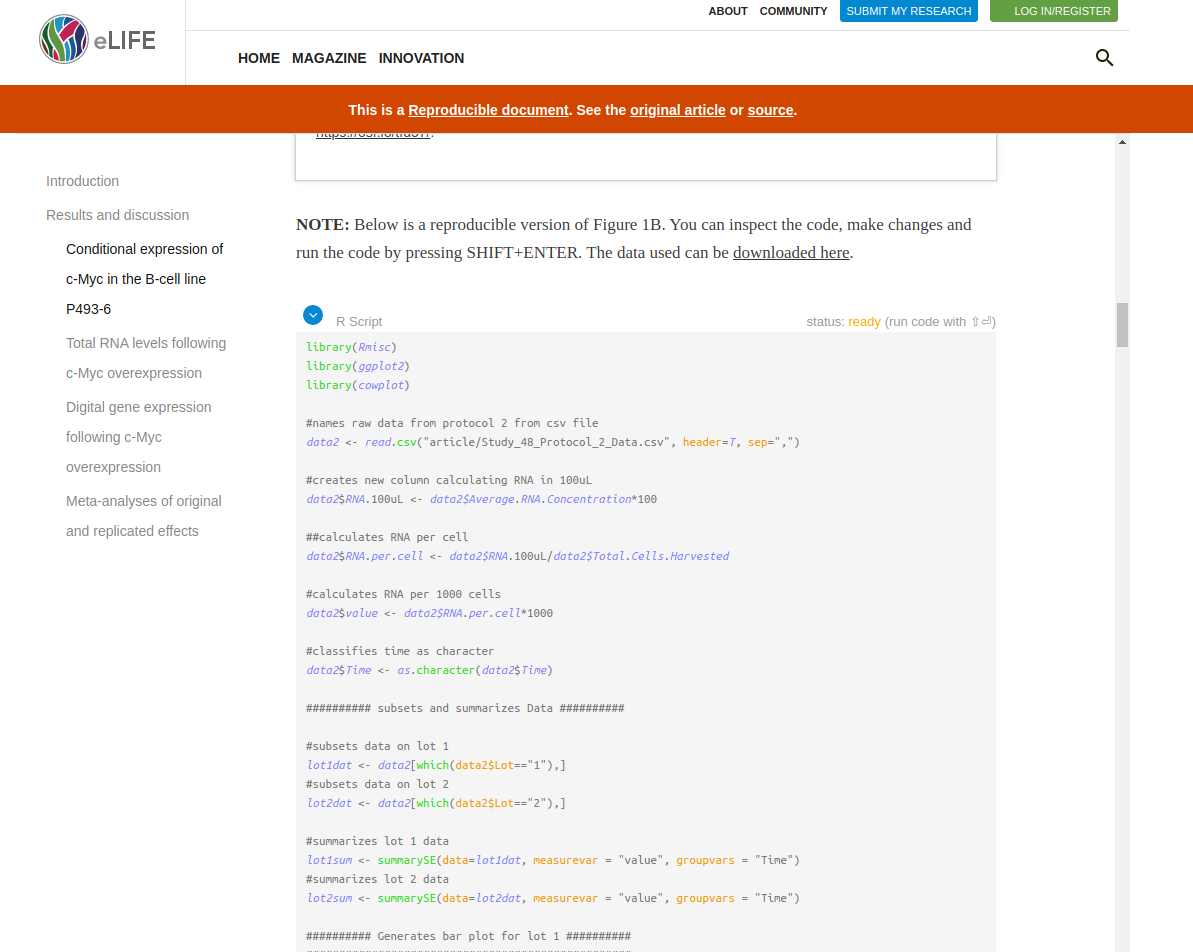 eLIFE
ABOUT COMMUNITY SUBMIT MY RESEARCH LOG IN/REGISTER
HOME MAGAZINE INNOVATION
This is a Reproducible document. See the original article or source.
Introduction
Results and discussion
Conditional expression of
c-Myc in the B-cell line
P493-6
Total RNA levels following
c-Myc overexpression
Digital gene expression
following c-Myc
overexpression
Meta-analyses of original
and replicated effects
NOTE: Below is a reproducible version of Figure 1B. You can inspect the code, make changes and
run the code by pressing SHIFT+ENTER. The data used can be downloaded here.
R Script status: ready (run code with ⇧⏎)
library(Rmisc)
library(ggplot2)
library(cowplot)
#names raw data from protocol 2 from csv file
data2 <- read.csv("article/Study_48_Protocol_2_Data.csv", header=T, sep=",")
#creates new column calculating RNA in 100uL
data2$RNA.100uL <- data2$Average.RNA.Concentration*100
##calculates RNA per cell
data2$RNA.per.cell <- data2$RNA.100uL/data2$Total.Cells.Harvested
#calculates RNA per 1000 cells
data2$value <- data2$RNA.per.cell*1000
#classifies time as character
data2$Time <- as.character(data2$Time)
########## subsets and summarizes Data ##########
#subsets data on lot 1
lot1dat <- data2[which(data2$Lot=="1"),]
#subsets data on lot 2
lot2dat <- data2[which(data2$Lot=="2"),]
#summarizes lot 1 data
lot1sum <- summarySE(data=lot1dat, measurevar = "value", groupvars = "Time")
#summarizes lot 2 data
lot2sum <- summarySE(data=lot2dat, measurevar = "value", groupvars = "Time")
########## Generates bar plot for lot 1 ##########